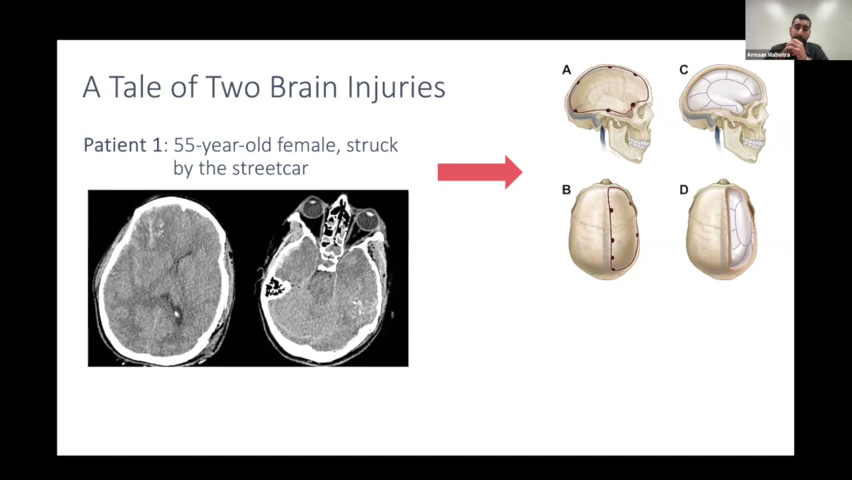 Armaan Malhotra
A Tale of Two Brain Injuries
Patient 1: 55-year-old female, struck
by the streetcar
A
C
B
D